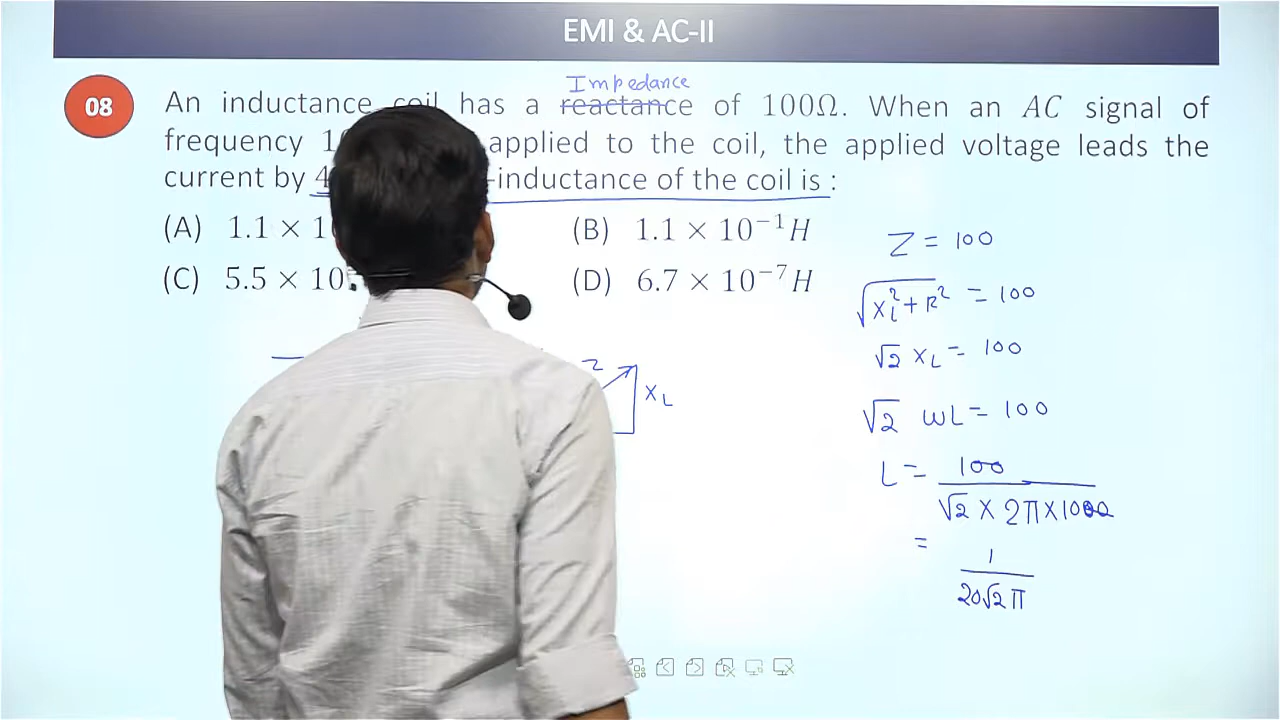 EMI & AC-II
Impedance
08 An inductance coil has a reactance of 100Ω. When an AC signal of
frequency 1 applied to the coil, the applied voltage leads the
current by 4 -inductance of the coil is :
(A) 1.1 × 1 (B) 1.1 × 10⁻¹H
(C) 5.5 × 10 (D) 6.7 × 10⁻⁷H
Z = 100
√(X_L² + R²) = 100
√2 X_L = 100
√2 ωL = 100
L = 100 / (√2 × 2π × 1000)
= 1 / (20√2 π)
Z
X_L